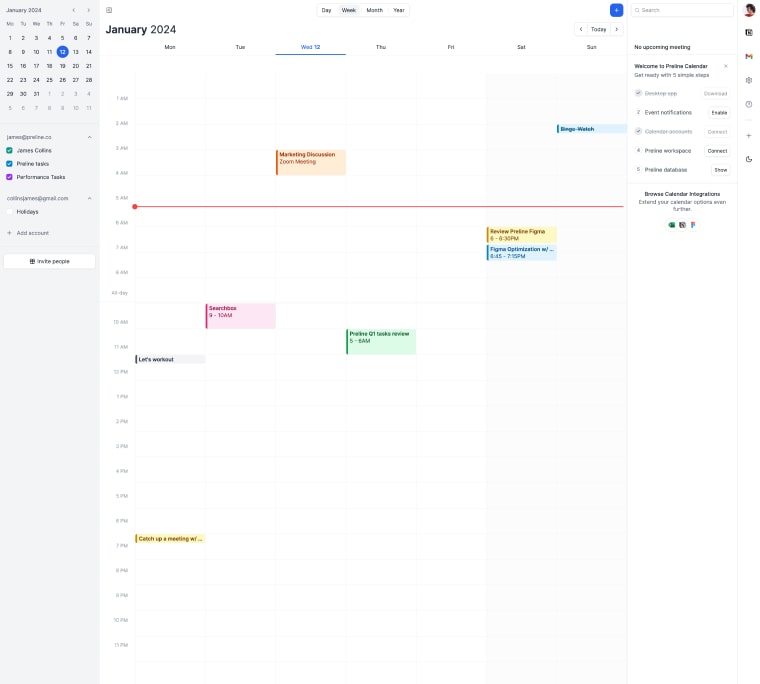 January 2024
Mo Tu We Th Fr Sa Su
1 2 3 4 5 6 7
8 9 10 11 12 13 14
15 16 17 18 19 20 21
22 23 24 25 26 27 28
29 30 31 1 2 3 4
5 6 7 8 9 10 11
james@preline.co
James Collins
Preline tasks
Performance Tasks
collinsjames@gmail.com
Holidays
Add account
Invite people
Day Week Month Year
January 2024
Today
Mon Tue Wed 12 Thu Fri Sat Sun
1 AM
2 AM
Binge-Watch
3 AM
Marketing Discussion
Zoom Meeting
4 AM
5 AM
6 AM
Review Preline Figma
6 - 6:30PM
7 AM
Figma Optimization w/ ...
6:45 - 7:15PM
8 AM
All-day
Searchbox
9 - 10AM
10 AM
Preline Q1 tasks review
5 - 6AM
11 AM
Let's workout
12 PM
1 PM
2 PM
3 PM
4 PM
5 PM
6 PM
Catch up a meeting w/ ...
7 PM
8 PM
9 PM
10 PM
11 PM
Search
No upcoming meeting
Welcome to Preline Calendar
Get ready with 5 simple steps
Desktop app Download
2 Event notifications Enable
Calendar accounts Connect
4 Preline workspace Connect
5 Preline database Show
Browse Calendar Integrations
Extend your calendar options even
further.